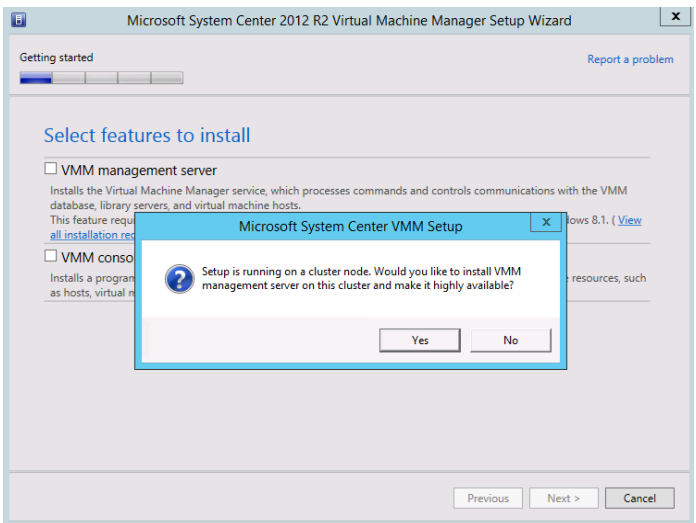 Microsoft System Center 2012 R2 Virtual Machine Manager Setup Wizard
x
Getting started
Report a problem
Select features to install
VMM management server
Installs the Virtual Machine Manager service, which processes commands and controls communications with the VMM
database, library servers, and virtual machine hosts.
This feature requ
dows 8.1. ( View
all installation rec
VMM conso
Installs a program
e resources, such
as hosts, virtual m
Microsoft System Center VMM Setup
x
Setup is running on a cluster node. Would you like to install VMM
management server on this cluster and make it highly available?
Yes
No
Previous
Next >
Cancel